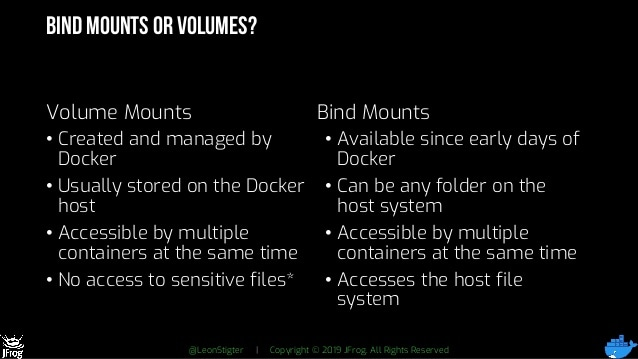 BIND MOUNTS OR VOLUMES?
Volume Mounts
• Created and managed by
Docker
• Usually stored on the Docker
host
• Accessible by multiple
containers at the same time
• No access to sensitive files*
Bind Mounts
• Available since early days of
Docker
• Can be any folder on the
host system
• Accessible by multiple
containers at the same time
• Accesses the host file
system
JFrog
@LeonStigter | Copyright © 2019 JFrog. All Rights Reserved